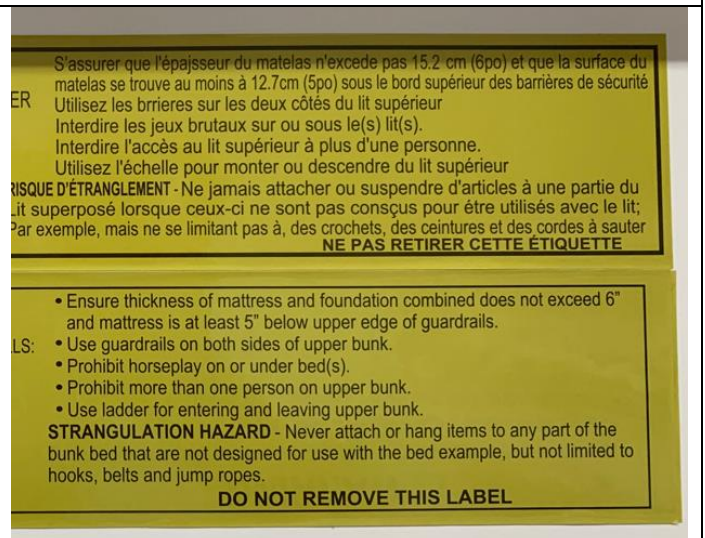 S'assurer que l'épajsseur du matelas n'excede pas 15.2 cm (6po) et que la surface du
matelas se trouve au moins à 12.7cm (5po) sous le bord supérieur des barrières de sécurité
ER Utilisez les brrieres sur les deux côtés du lit supérieur
Interdire les jeux brutaux sur ou sous le(s) lit(s).
Interdire l'accès au lit supérieur à plus d'une personne.
Utilisez l'échelle pour monter ou descendre du lit supérieur
RISQUE D'ÉTRANGLEMENT - Ne jamais attacher ou suspendre d'articles à une partie du
Lit superposé lorsque ceux-ci ne sont pas consçus pour étre utilisés avec le lit;
Par exemple, mais ne se limitant pas à, des crochets, des ceintures et des cordes à sauter
NE PAS RETIRER CETTE ÉTIQUETTE
• Ensure thickness of mattress and foundation combined does not exceed 6"
and mattress is at least 5" below upper edge of guardrails.
LS: • Use guardrails on both sides of upper bunk.
• Prohibit horseplay on or under bed(s).
• Prohibit more than one person on upper bunk.
• Use ladder for entering and leaving upper bunk.
STRANGULATION HAZARD - Never attach or hang items to any part of the
bunk bed that are not designed for use with the bed example, but not limited to
hooks, belts and jump ropes.
DO NOT REMOVE THIS LABEL